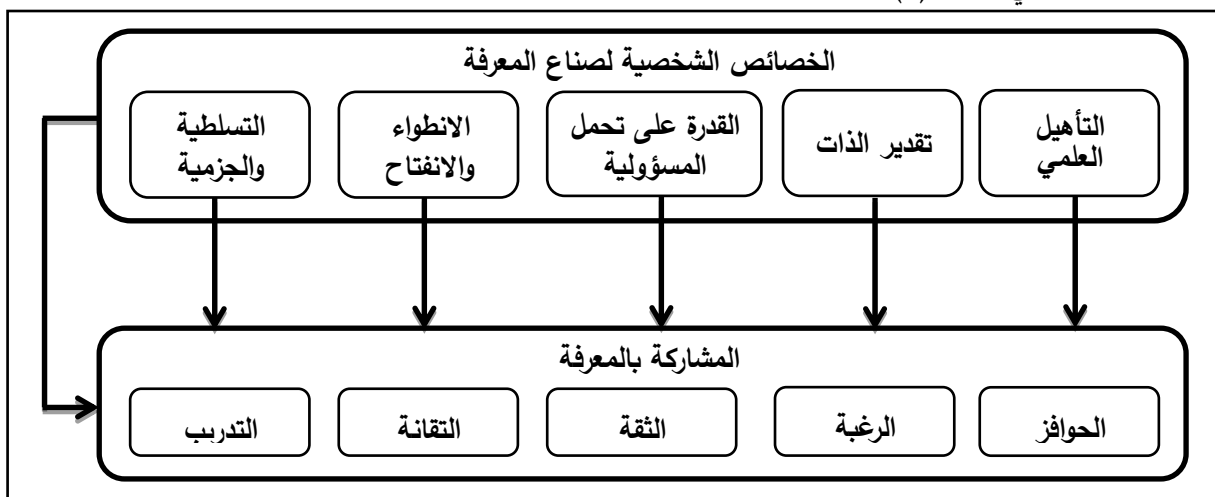 الخصائص الشخصية لصناع المعرفة
التأهيل
العلمي
تقدير الذات
القدرة على تحمل
المسؤولية
الانطواء
والانفتاح
التسلطية
والجزمية
المشاركة بالمعرفة
الحوافز
الرغبة
الثقة
التقانة
التدريب